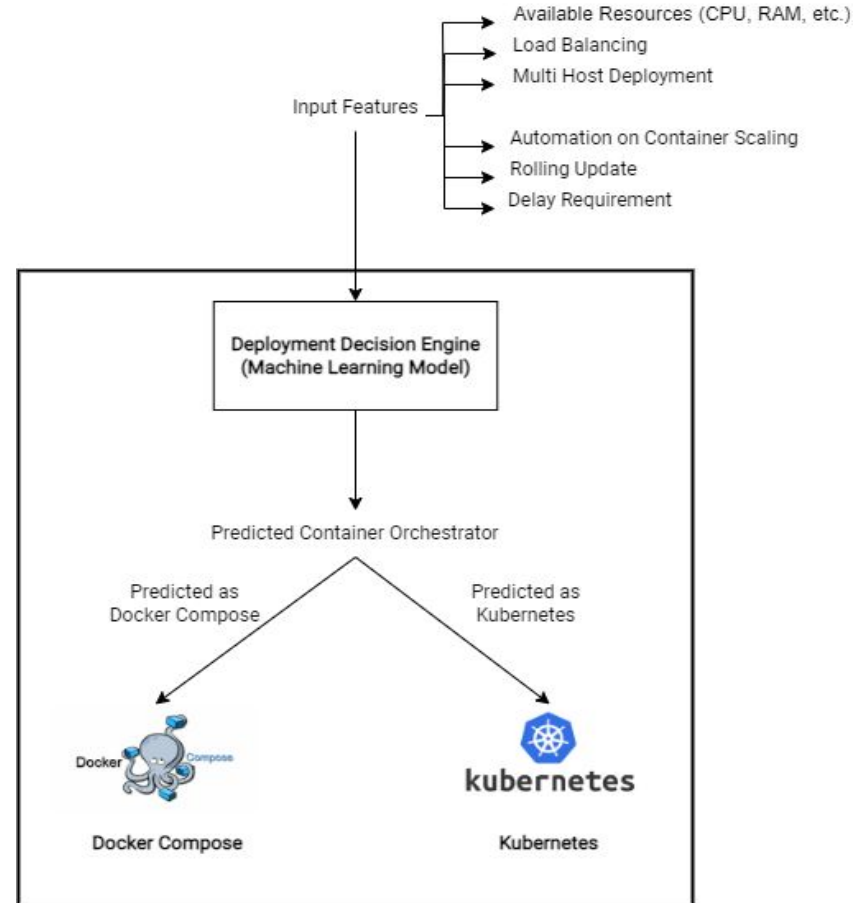 Available Resources (CPU, RAM, etc.)
Load Balancing
Multi Host Deployment
Input Features
Automation on Container Scaling
Rolling Update
Delay Requirement
Deployment Decision Engine
(Machine Learning Model)
Predicted Container Orchestrator
Predicted as
Docker Compose
Predicted as
Kubernetes
Docker
Compose
kubernetes
Docker Compose
Kubernetes